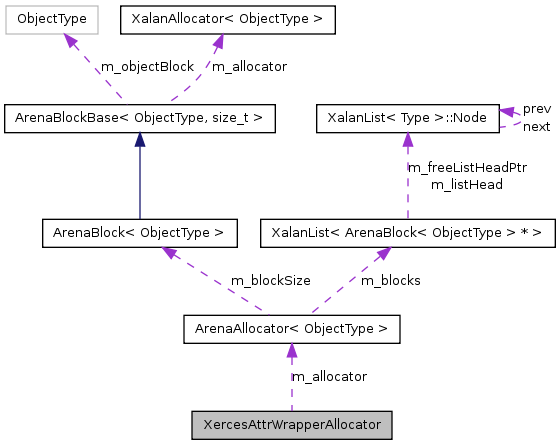 ObjectType
XalanAllocator< ObjectType >
m_objectBlock
m_allocator
ArenaBlockBase< ObjectType, size_t >
XalanList< Type >::Node
prev
next
m_freeListHeadPtr
m_listHead
ArenaBlock< ObjectType >
XalanList< ArenaBlock< ObjectType > * >
m_blockSize
m_blocks
ArenaAllocator< ObjectType >
m_allocator
XercesAttrWrapperAllocator